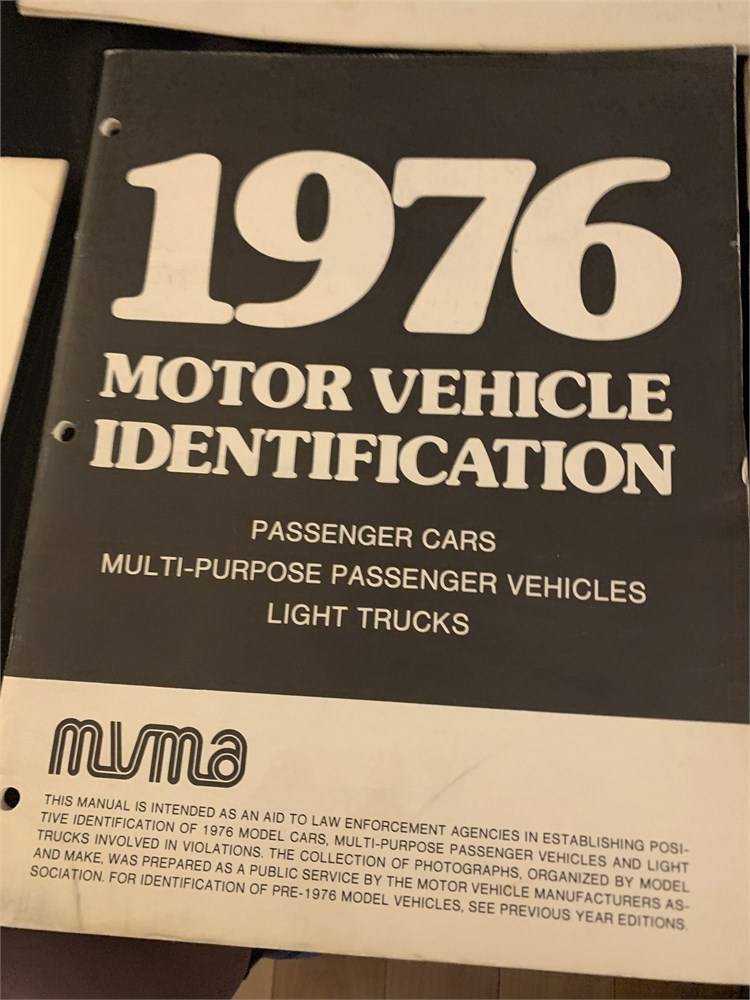 1976
MOTOR VEHICLE
IDENTIFICATION
PASSENGER CARS
MULTI-PURPOSE PASSENGER VEHICLES
LIGHT TRUCKS
mvma
THIS MANUAL IS INTENDED AS AN AID TO LAW ENFORCEMENT AGENCIES IN ESTABLISHING POSI-
TIVE IDENTIFICATION OF 1976 MODEL CARS, MULTI-PURPOSE PASSENGER VEHICLES AND LIGHT
TRUCKS INVOLVED IN VIOLATIONS. THE COLLECTION OF PHOTOGRAPHS, ORGANIZED BY MODEL
AND MAKE, WAS PREPARED AS A PUBLIC SERVICE BY THE MOTOR VEHICLE MANUFACTURERS AS-
SOCIATION. FOR IDENTIFICATION OF PRE-1976 MODEL VEHICLES, SEE PREVIOUS YEAR EDITIONS.